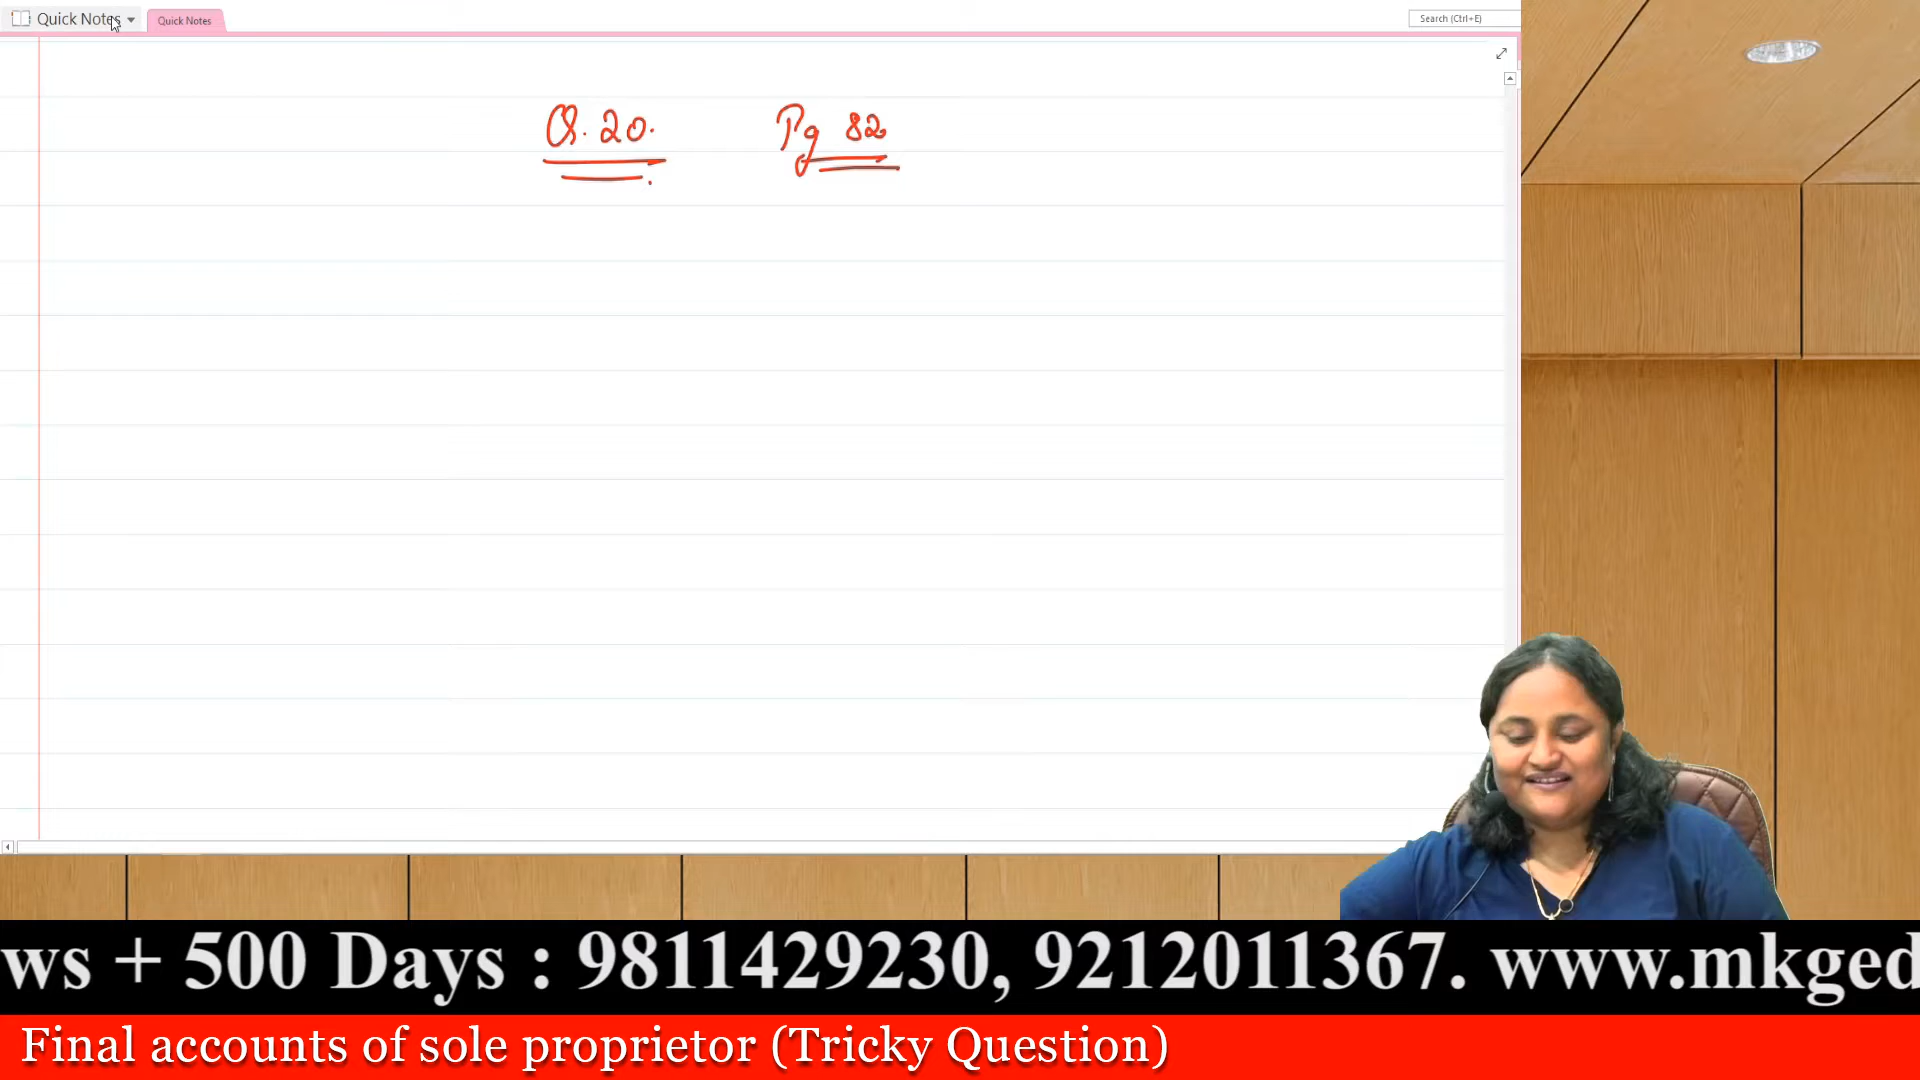 Quick Notes Quick Notes Search (Ctrl+E)
Q. 20. Pg 82
ws + 500 Days : 9811429230, 9212011367. www.mkged
Final accounts of sole proprietor (Tricky Question)